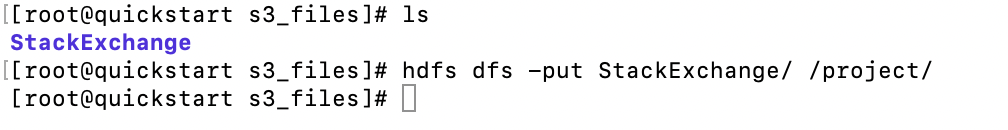 [[root@quickstart s3_files]# ls
StackExchange
[[root@quickstart s3_files]# hdfs dfs -put StackExchange/ /project/
[root@quickstart s3_files]#